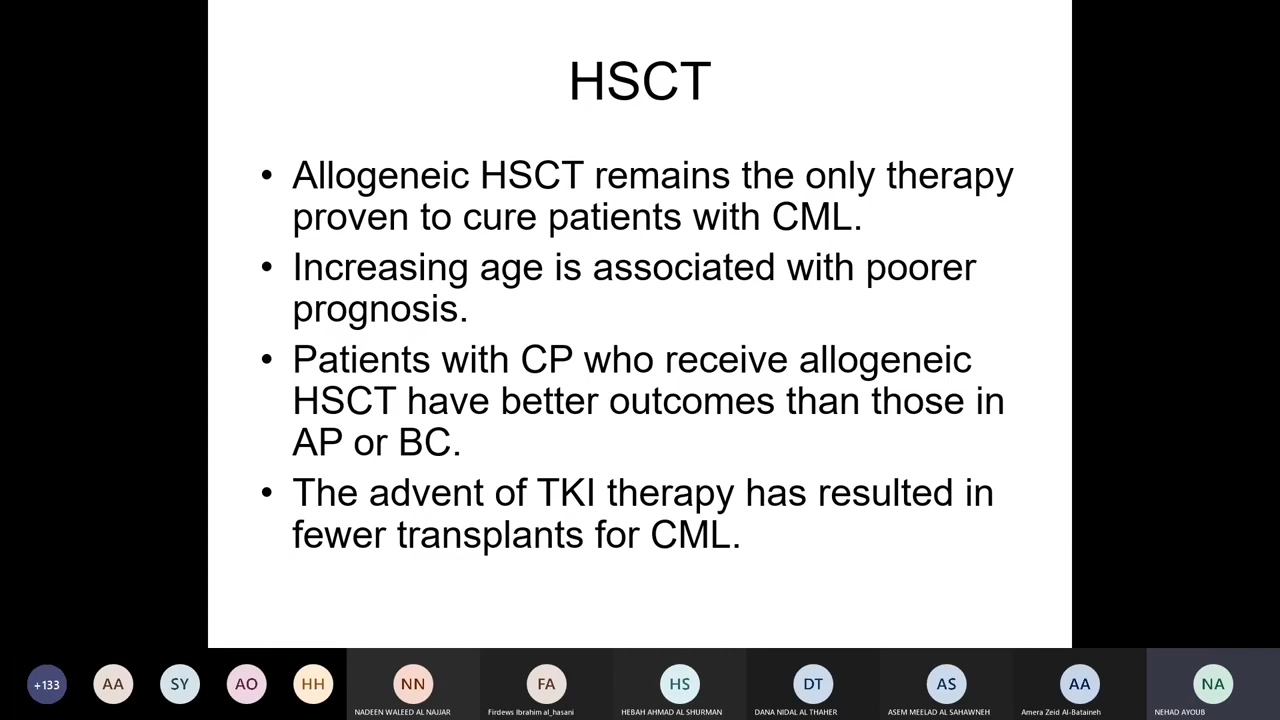 HSCT
• Allogeneic HSCT remains the only therapy
proven to cure patients with CML.
• Increasing age is associated with poorer
prognosis.
• Patients with CP who receive allogeneic
HSCT have better outcomes than those in
AP or BC.
• The advent of TKI therapy has resulted in
fewer transplants for CML.
+133 AA SY AO HH NN FA HS DT AS AA NA
NADEEN WALEED AL NAJJAR Firdews Ibrahim al_hasani HEBAH AHMAD AL SHURMAN DANA NIDAL AL THAHER ASEM MEELAD AL SAHAWNEH Amera Zeid Al-Bataineh NEHAD AYOUB